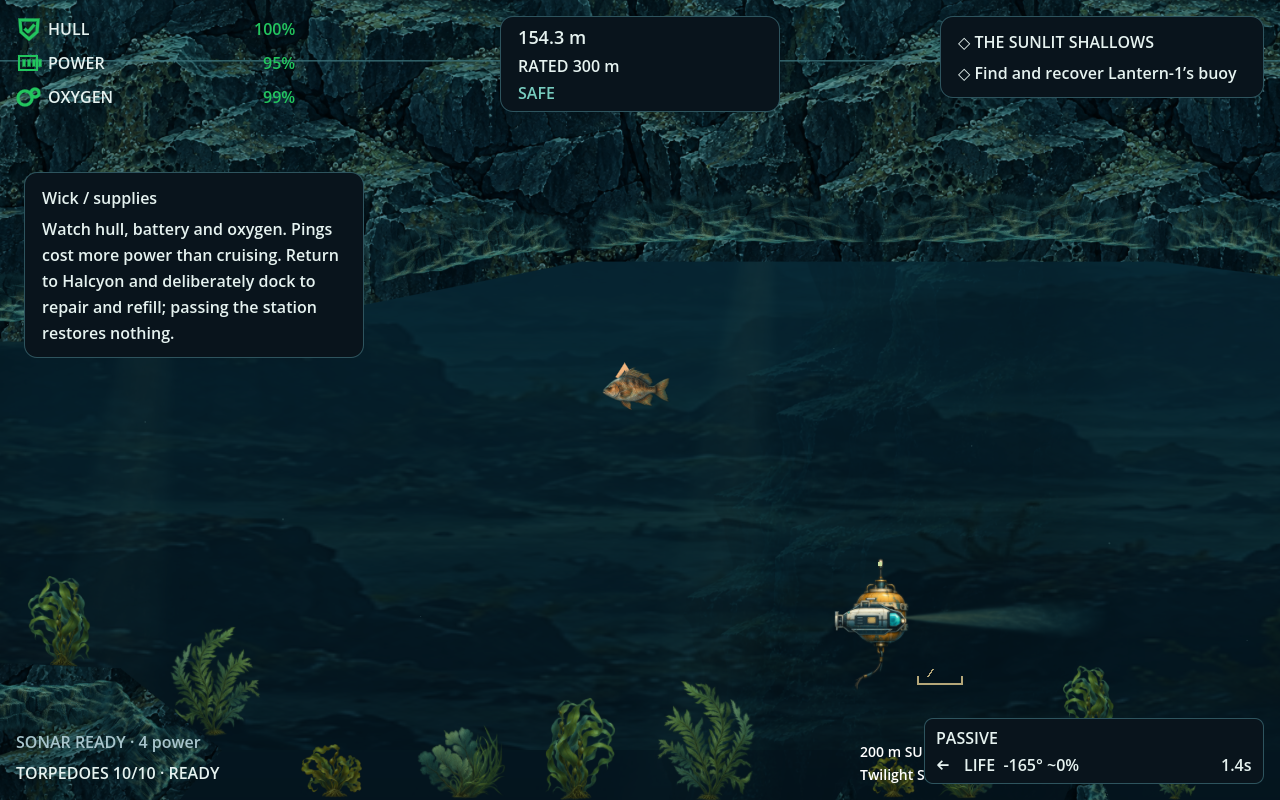 HULL 100%
POWER 95%
OXYGEN 99%
154.3 m
RATED 300 m
SAFE
◇ THE SUNLIT SHALLOWS
◇ Find and recover Lantern-1’s buoy
Wick / supplies
Watch hull, battery and oxygen. Pings
cost more power than cruising. Return
to Halcyon and deliberately dock to
repair and refill; passing the station
restores nothing.
SONAR READY · 4 power
TORPEDOES 10/10 · READY
200 m SU
Twilight S
PASSIVE
← LIFE -165° ~0% 1.4s